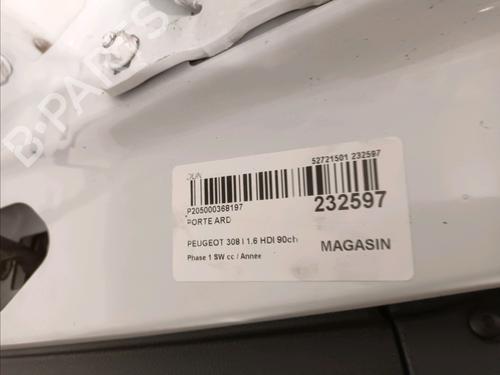 B-PARTS
52721501 232597
P205000368197
232597
PORTE ARD
PEUGEOT 308 I 1.6 HDI 90ch
MAGASIN
Phase 1 SW cc / Année